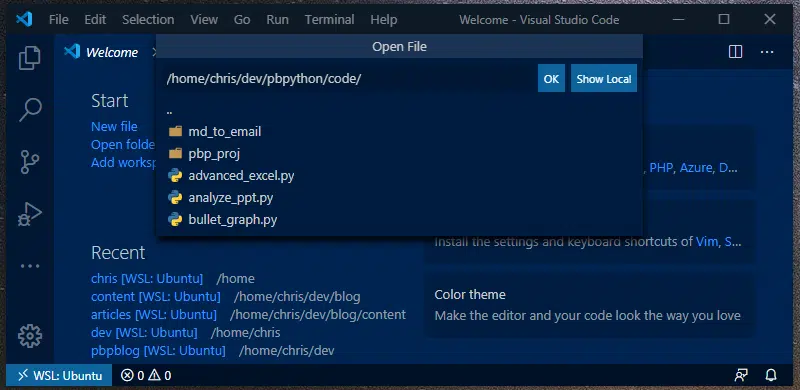 File Edit Selection View Go Run Terminal Help Welcome - Visual Studio Code
Welcome
Open File
/home/chris/dev/pbpython/code/ OK Show Local
..
md_to_email
pbp_proj
advanced_excel.py
analyze_ppt.py
bullet_graph.py
Start
New file
Open folde
Add worksp
, PHP, Azure, D...
Install the settings and keyboard shortcuts of Vim, S...
Recent
chris [WSL: Ubuntu] /home
content [WSL: Ubuntu] /home/chris/dev/blog
articles [WSL: Ubuntu] /home/chris/dev/blog/content
dev [WSL: Ubuntu] /home/chris
pbpblog [WSL: Ubuntu] /home/chris/dev
Color theme
Make the editor and your code look the way you love
WSL: Ubuntu 0 0